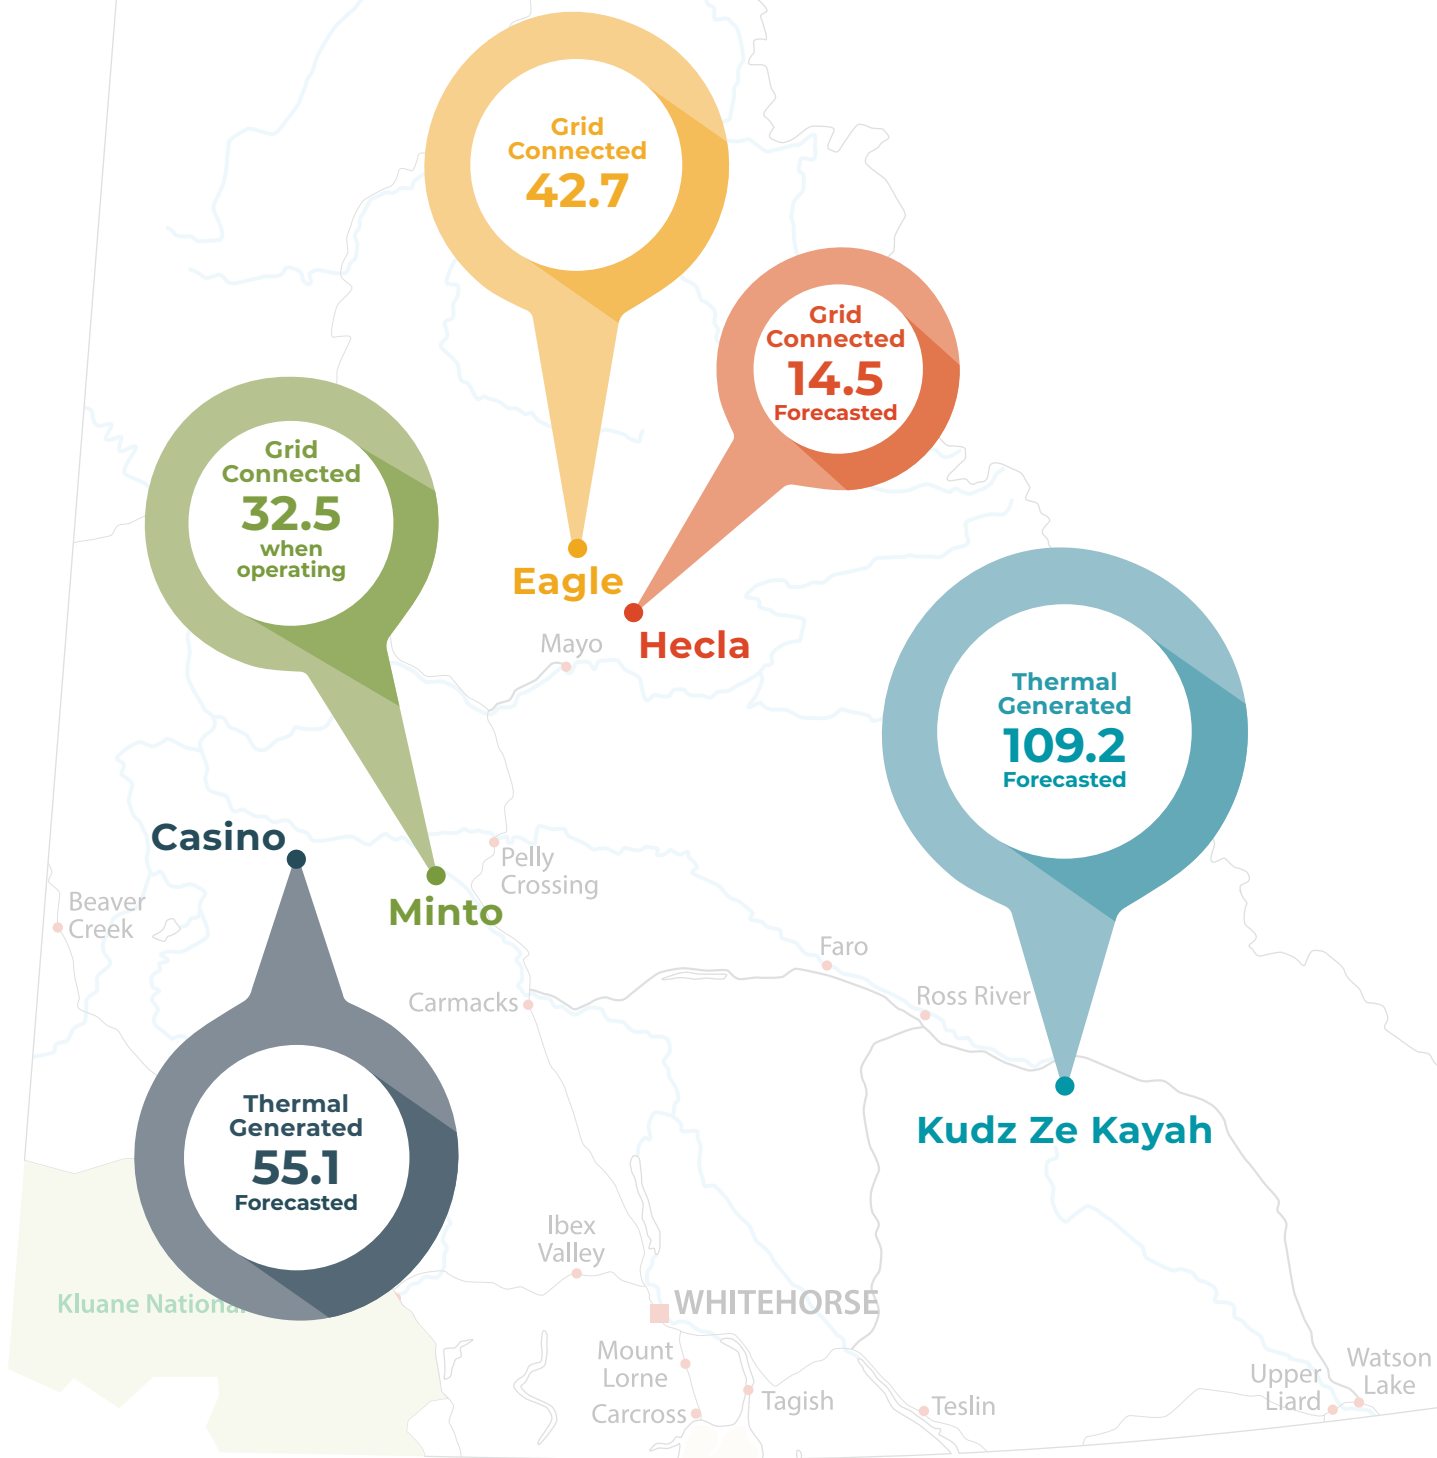 Grid
Connected
42.7
Eagle
Grid
Connected
14.5
Forecasted
Hecla
Grid
Connected
32.5
when
operating
Minto
Mayo
Thermal
Generated
109.2
Forecasted
Kudz Ze Kayah
Casino
Thermal
Generated
55.1
Forecasted
Pelly
Crossing
Beaver
Creek
Faro
Ross River
Carmacks
Ibex
Valley
Kluane National
WHITEHORSE
Mount
Lorne
Carcross
Tagish
Teslin
Upper
Liard
Watson
Lake